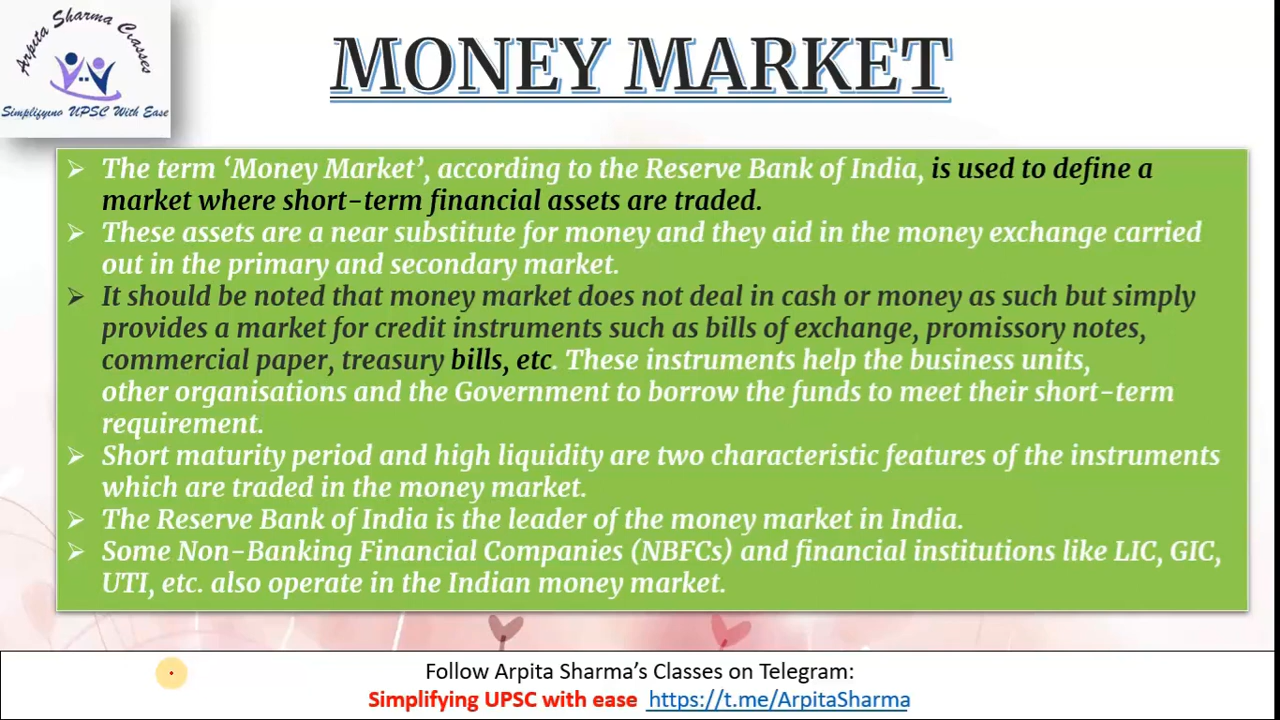 Arpita Sharma Classes
Simplifying UPSC With Ease
MONEY MARKET
➢ The term ‘Money Market’, according to the Reserve Bank of India, is used to define a
market where short-term financial assets are traded.
➢ These assets are a near substitute for money and they aid in the money exchange carried
out in the primary and secondary market.
➢ It should be noted that money market does not deal in cash or money as such but simply
provides a market for credit instruments such as bills of exchange, promissory notes,
commercial paper, treasury bills, etc. These instruments help the business units,
other organisations and the Government to borrow the funds to meet their short-term
requirement.
➢ Short maturity period and high liquidity are two characteristic features of the instruments
which are traded in the money market.
➢ The Reserve Bank of India is the leader of the money market in India.
➢ Some Non-Banking Financial Companies (NBFCs) and financial institutions like LIC, GIC,
UTI, etc. also operate in the Indian money market.
Follow Arpita Sharma’s Classes on Telegram:
Simplifying UPSC with ease https://t.me/ArpitaSharma